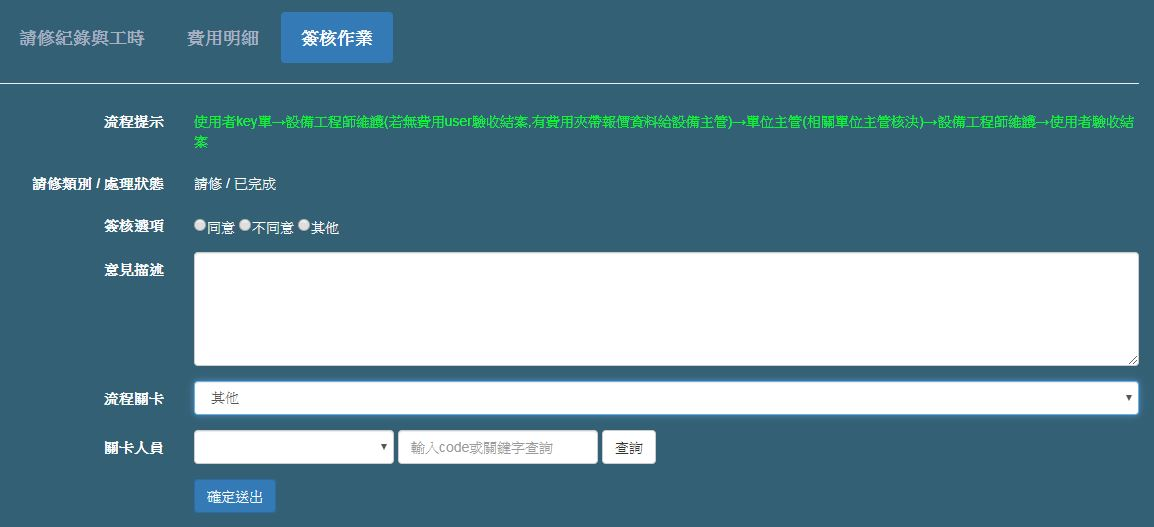 請修紀錄與工時 費用明細 簽核作業
流程提示 使用者key單→設備工程師維護(若無費用user驗收結案,有費用夾帶報價資料給設備主管)→單位主管(相關單位主管核決)→設備工程師維護→使用者驗收結
案
請修類別 / 處理狀態 請修 / 已完成
簽核選項 同意 不同意 其他
意見描述
流程關卡 其他
關卡人員 輸入code或關鍵字查詢 查詢
確定送出